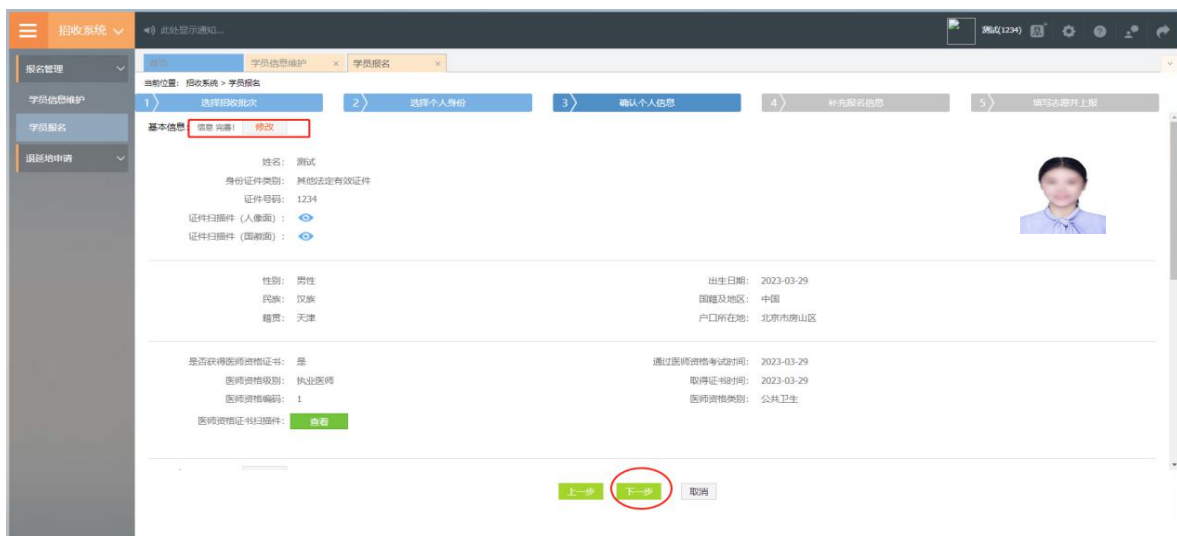 招收系统
此处显示通知...
测试(1234)
报名管理
学员信息维护
学员报名
退延培申请
首页
学员信息维护 ×
学员报名 ×
当前位置: 招收系统 > 学员报名
1 选择招收批次
2 选择个人身份
3 确认个人信息
4 补充报名信息
5 填写志愿并上报
基本信息: 信息 完善! 修改
姓名: 测试
身份证件类别: 其他法定有效证件
证件号码: 1234
证件扫描件 (人像面) :
证件扫描件 (国徽面) :
性别: 男性 出生日期: 2023-03-29
民族: 汉族 国籍及地区: 中国
籍贯: 天津 户口所在地: 北京市房山区
是否获得医师资格证书: 是 通过医师资格考试时间: 2023-03-29
医师资格级别: 执业医师 取得证书时间: 2023-03-29
医师资格编码: 1 医师资格类别: 公共卫生
医师资格证书扫描件: 查看
上一步 下一步 取消